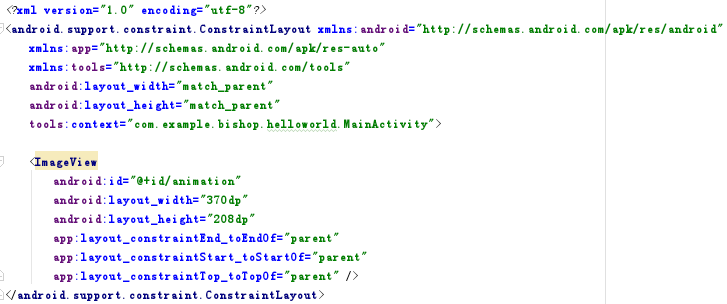 <?xml version="1.0" encoding="utf-8"?>
<android.support.constraint.ConstraintLayout xmlns:android="http://schemas.android.com/apk/res/android"
    xmlns:app="http://schemas.android.com/apk/res-auto"
    xmlns:tools="http://schemas.android.com/tools"
    android:layout_width="match_parent"
    android:layout_height="match_parent"
    tools:context="com.example.bishop.helloworld.MainActivity">

    <ImageView
        android:id="@+id/animation"
        android:layout_width="370dp"
        android:layout_height="208dp"
        app:layout_constraintEnd_toEndOf="parent"
        app:layout_constraintStart_toStartOf="parent"
        app:layout_constraintTop_toTopOf="parent" />
</android.support.constraint.ConstraintLayout>